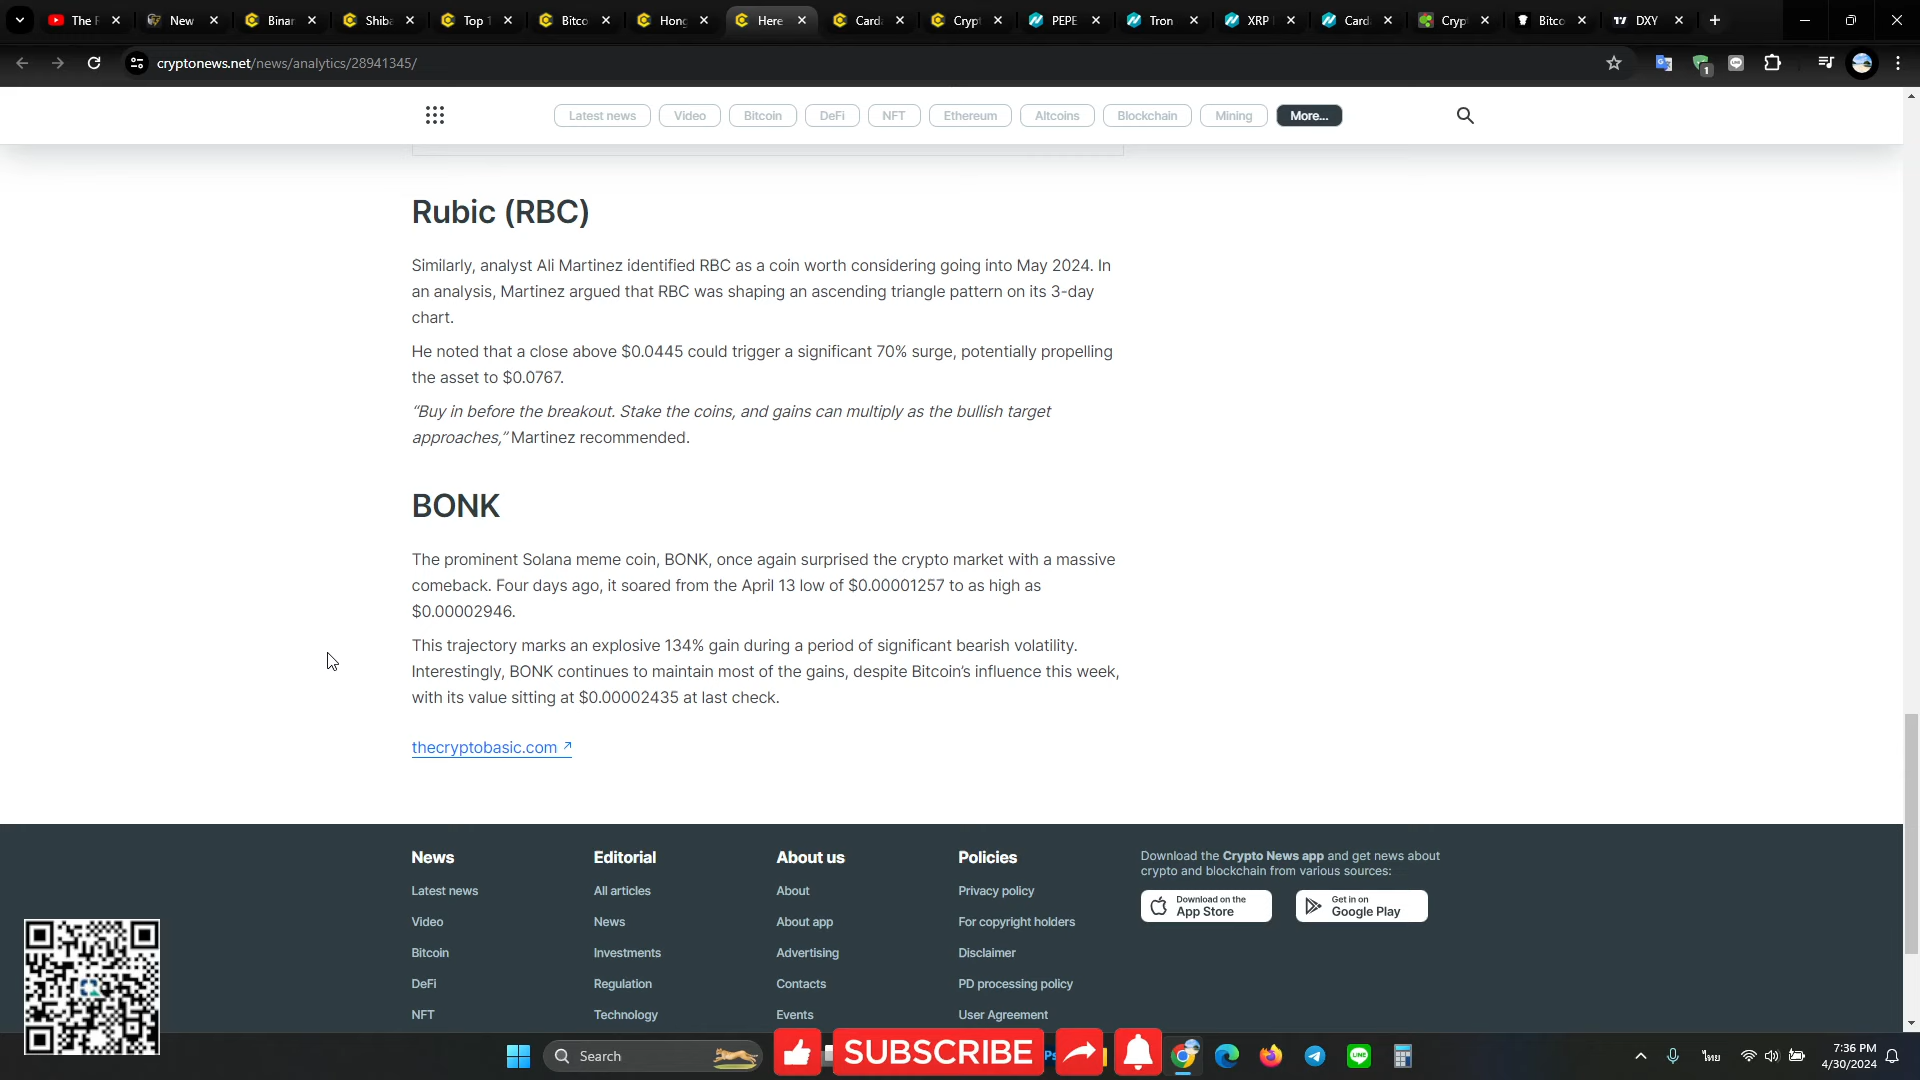 The
New
Binar
Shiba
Top 1
Bitco
Hong
Here
Carda
Crypt
PEPE
Tron
XRP
Card
Cryp
Bitco
DXY
cryptonews.net/news/analytics/28941345/
1
Latest news
Video
Bitcoin
DeFi
NFT
Ethereum
Altcoins
Blockchain
Mining
More...
Rubic (RBC)
Similarly, analyst Ali Martinez identified RBC as a coin worth considering going into May 2024. In
an analysis, Martinez argued that RBC was shaping an ascending triangle pattern on its 3-day
chart.
He noted that a close above $0.0445 could trigger a significant 70% surge, potentially propelling
the asset to $0.0767.
“Buy in before the breakout. Stake the coins, and gains can multiply as the bullish target
approaches,” Martinez recommended.
BONK
The prominent Solana meme coin, BONK, once again surprised the crypto market with a massive
comeback. Four days ago, it soared from the April 13 low of $0.00001257 to as high as
$0.00002946.
This trajectory marks an explosive 134% gain during a period of significant bearish volatility.
Interestingly, BONK continues to maintain most of the gains, despite Bitcoin’s influence this week,
with its value sitting at $0.00002435 at last check.
thecryptobasic.com ↗
News
Latest news
Video
Bitcoin
DeFi
NFT
Editorial
All articles
News
Investments
Regulation
Technology
About us
About
About app
Advertising
Contacts
Events
Policies
Privacy policy
For copyright holders
Disclaimer
PD processing policy
User Agreement
Download the Crypto News app and get news about
crypto and blockchain from various sources:
Download on the
App Store
Get it on
Google Play
Search
SUBSCRIBE
Ps
LINE
ไทย
7:36 PM
4/30/2024